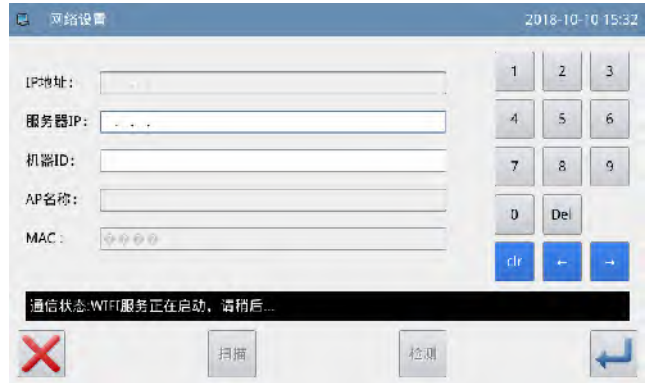 网络设置 2018-10-10 15:32
IP地址:
服务器IP: . . .
机器ID:
AP名称:
MAC:
1 2 3
4 5 6
7 8 9
0 Del
clr ← →
通信状态:WIFI服务正在启动，请稍后...
扫描 检测